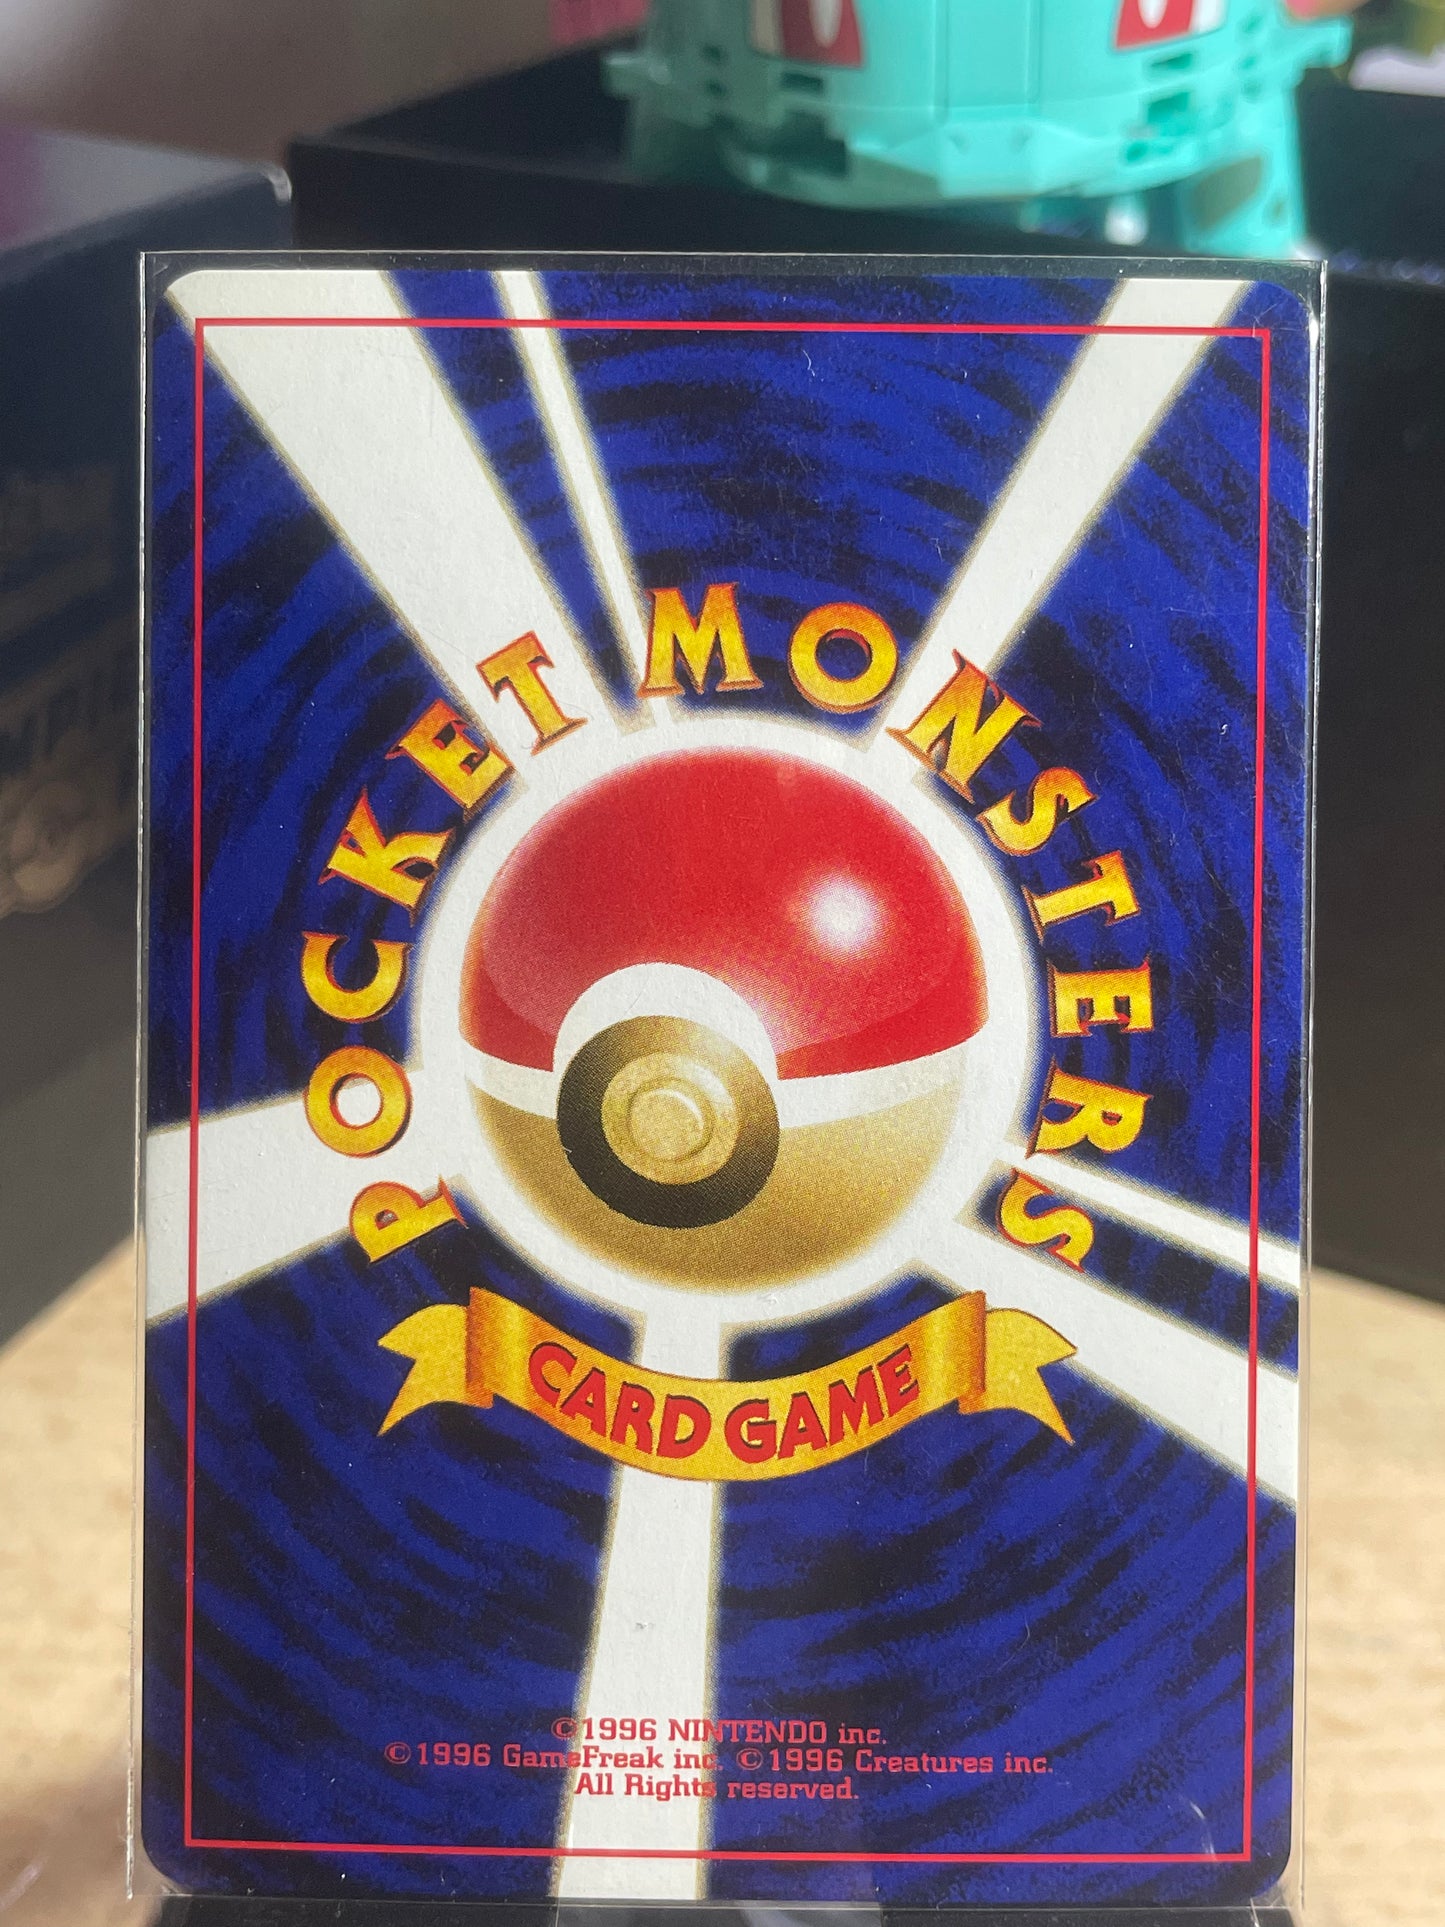 POCKET MONSTERS
CARD GAME
©1996 NINTENDO inc.
©1996 GameFreak inc. ©1996 Creatures inc.
All Rights reserved.